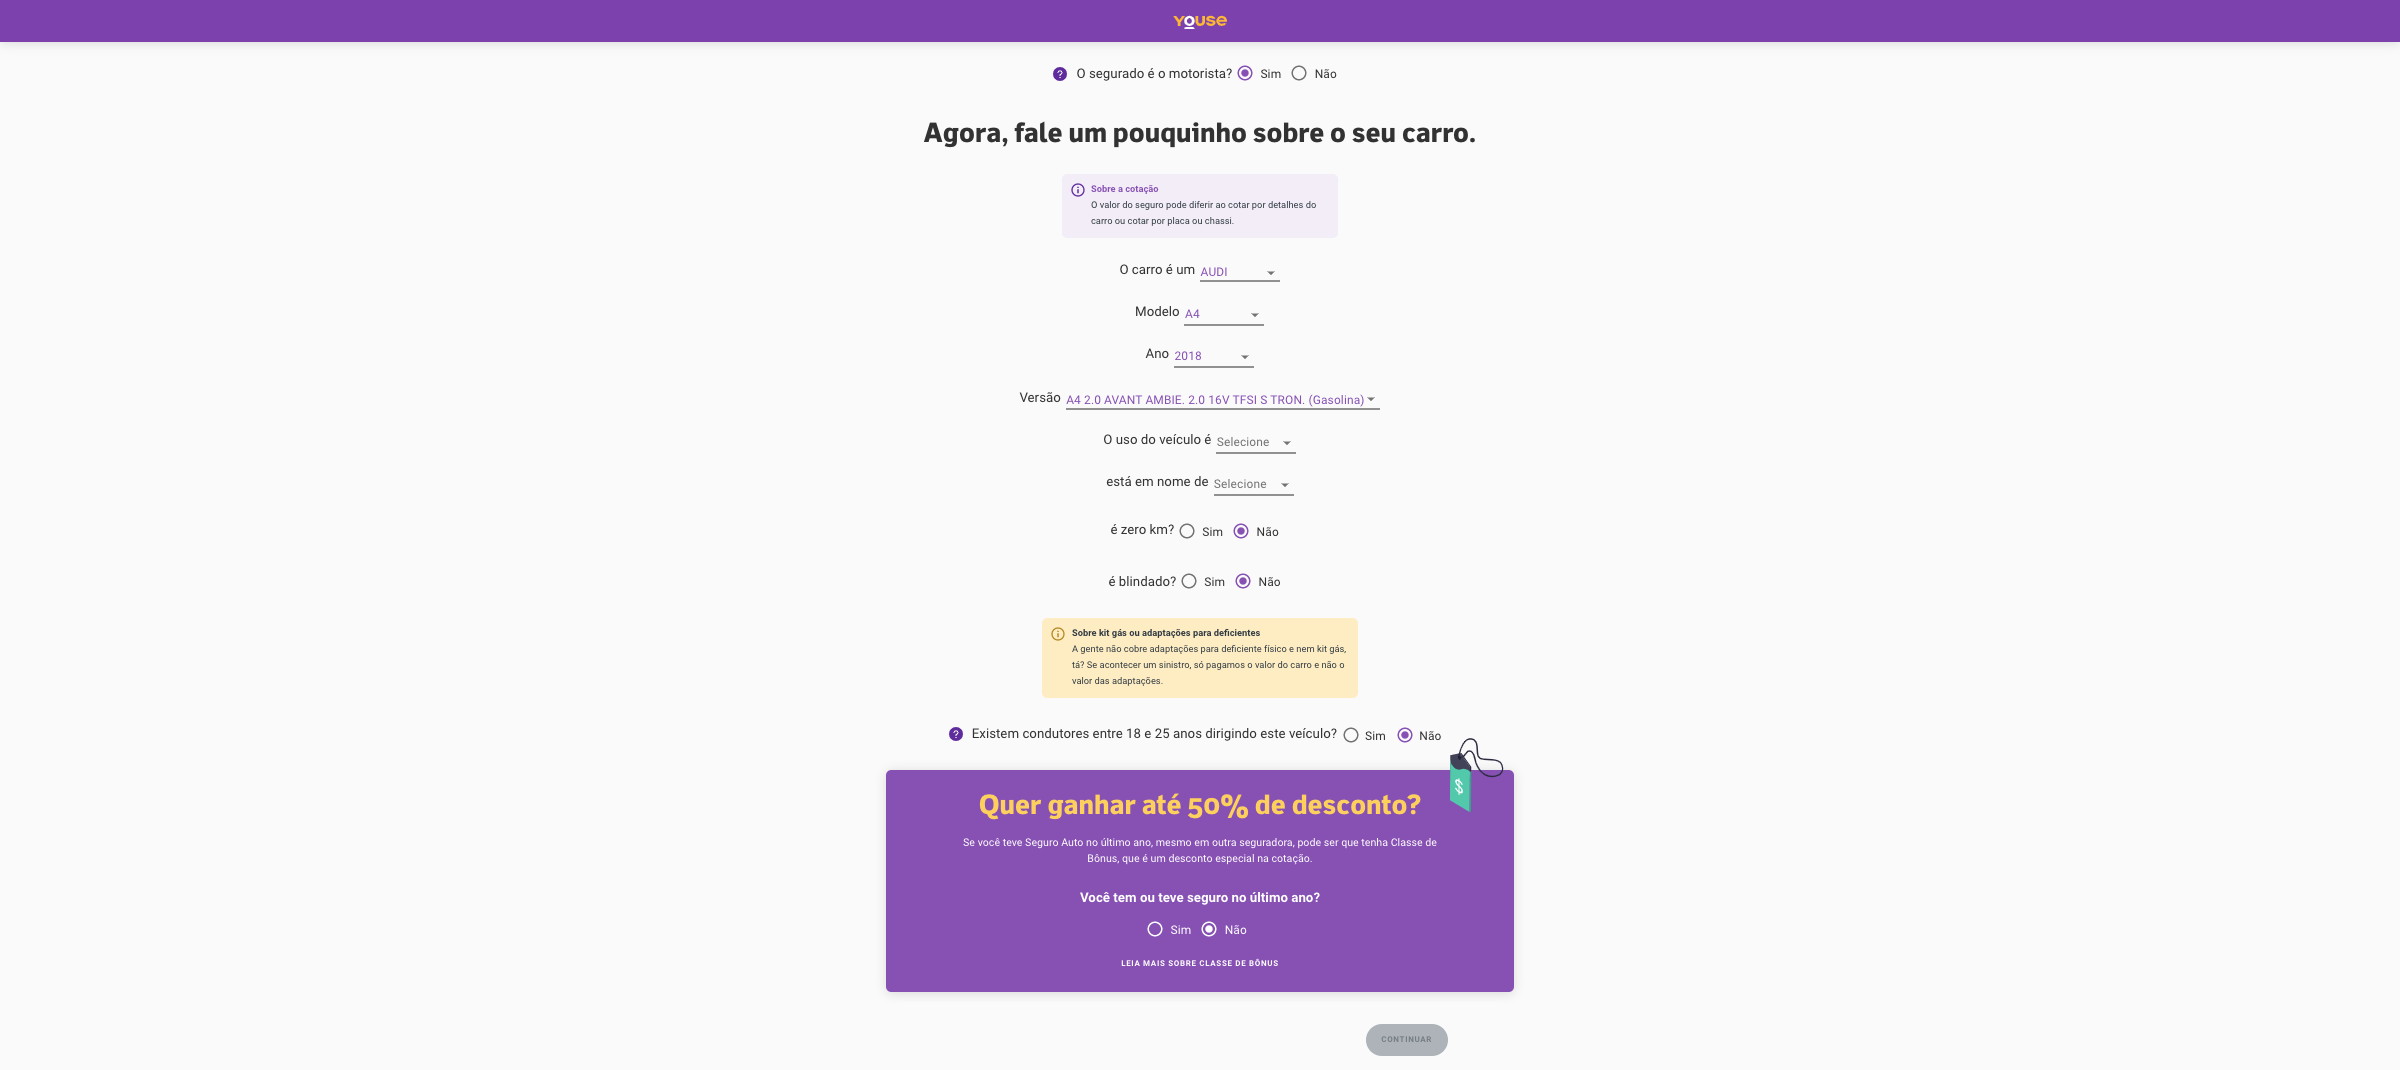 Youse
O segurado é o motorista? Sim Não
Agora, fale um pouquinho sobre o seu carro.
Sobre a cotação
O valor do seguro pode diferir ao cotar por detalhes do
carro ou cotar por placa ou chassi.
O carro é um AUDI
Modelo A4
Ano 2018
Versão A4 2.0 AVANT AMBIE. 2.0 16V TFSI S TRON. (Gasolina)
O uso do veículo é Selecione
está em nome de Selecione
é zero km? Sim Não
é blindado? Sim Não
Sobre kit gás ou adaptações para deficientes
A gente não cobre adaptações para deficiente físico e nem kit gás,
tá? Se acontecer um sinistro, só pagamos o valor do carro e não o
valor das adaptações.
Existem condutores entre 18 e 25 anos dirigindo este veículo? Sim Não
$
Quer ganhar até 50% de desconto?
Se você teve Seguro Auto no último ano, mesmo em outra seguradora, pode ser que tenha Classe de
Bônus, que é um desconto especial na cotação.
Você tem ou teve seguro no último ano?
Sim Não
LEIA MAIS SOBRE CLASSE DE BÔNUS
CONTINUAR